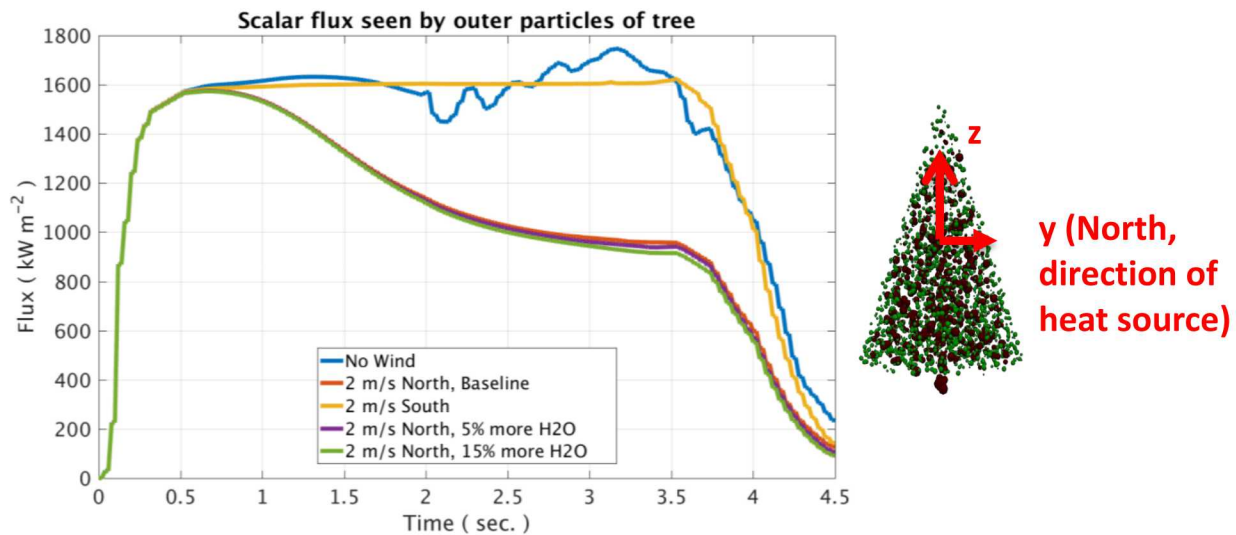 Scalar flux seen by outer particles of tree
Flux ( kW m⁻² )
1800
1600
1400
1200
1000
800
600
400
200
0
No Wind
2 m/s North, Baseline
2 m/s South
2 m/s North, 5% more H2O
2 m/s North, 15% more H2O
0 0.5 1 1.5 2 2.5 3 3.5 4 4.5
Time ( sec. )
z
y (North,
direction of
heat source)